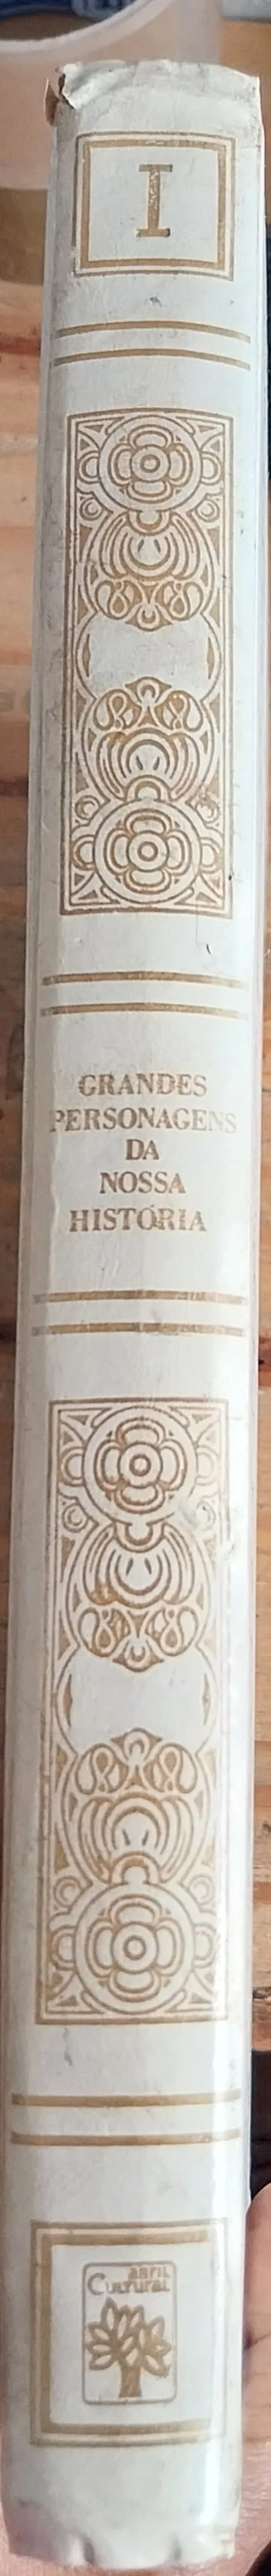 I
GRANDES
PERSONAGENS
DA
NOSSA
HISTÓRIA
abril
Cultural